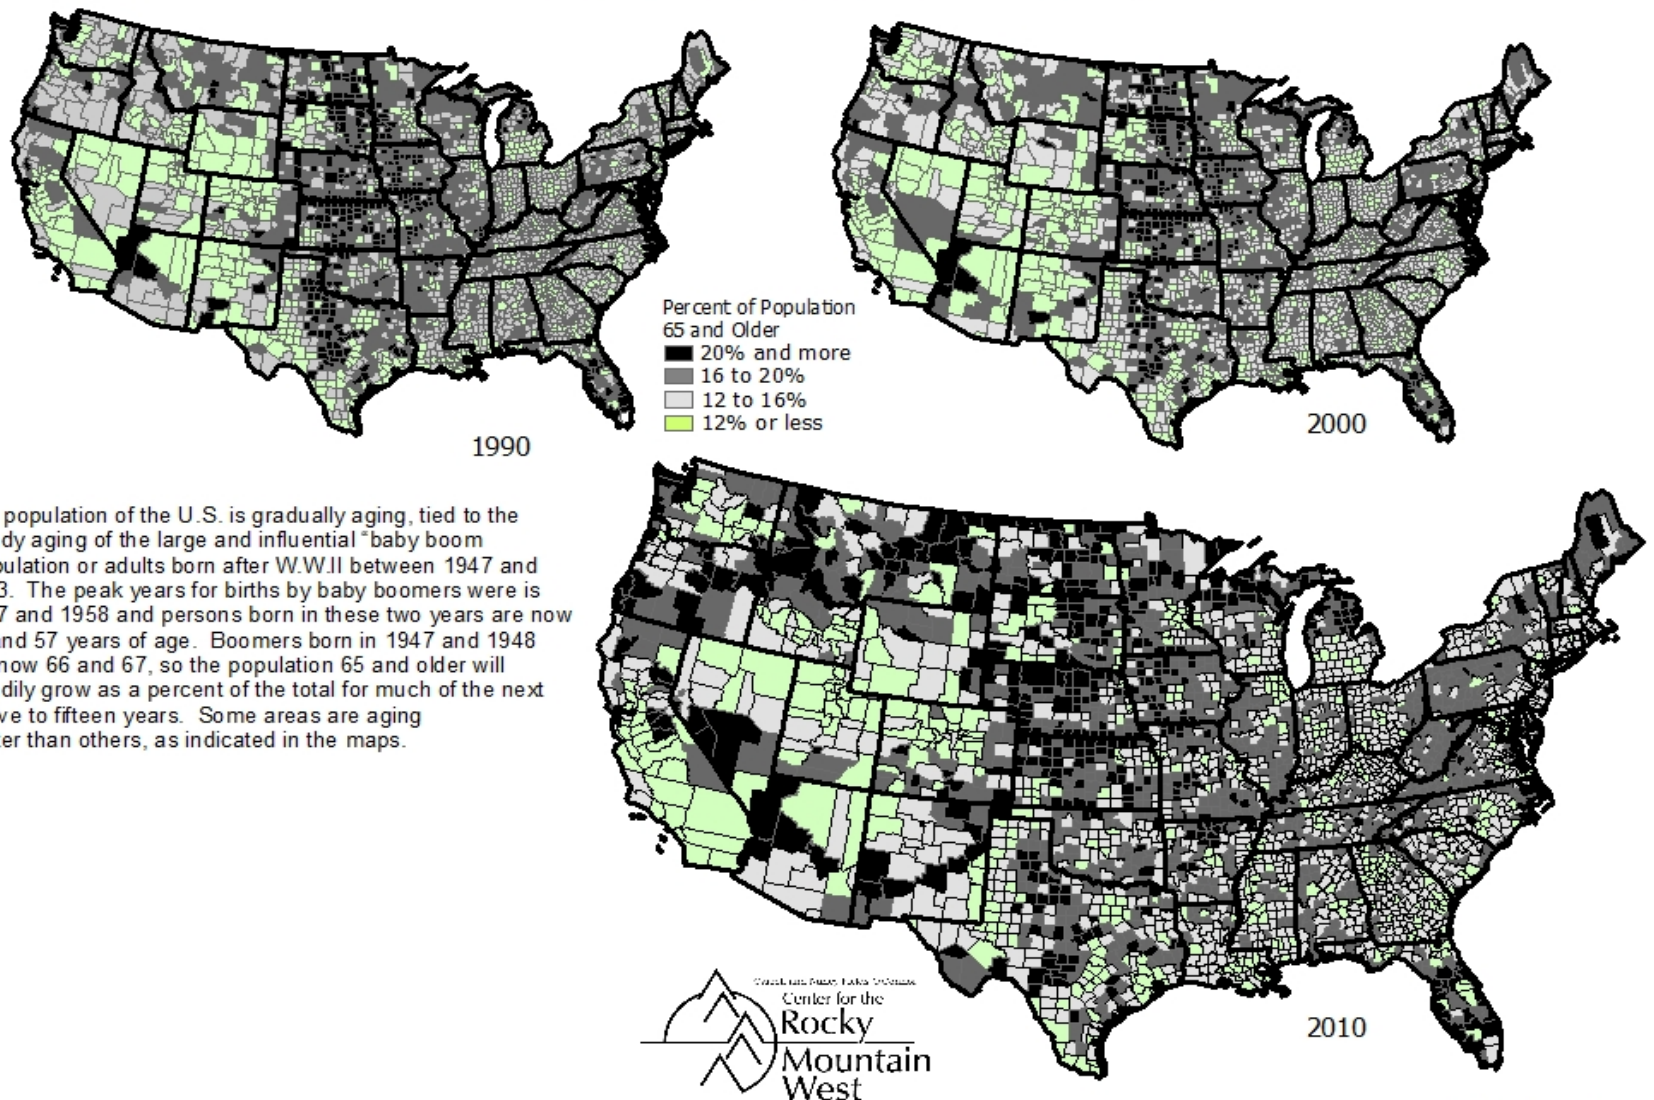 Percent of Population
65 and Older
20% and more
16 to 20%
12 to 16%
12% or less
1990
2000
population of the U.S. is gradually aging, tied to the
dy aging of the large and influential “baby boom
pulation or adults born after W.W.II between 1947 and
3. The peak years for births by baby boomers were is
7 and 1958 and persons born in these two years are now
nd 57 years of age. Boomers born in 1947 and 1948
now 66 and 67, so the population 65 and older will
dily grow as a percent of the total for much of the next
ve to fifteen years. Some areas are aging
ter than others, as indicated in the maps.
Center for the
Rocky
Mountain
West
2010